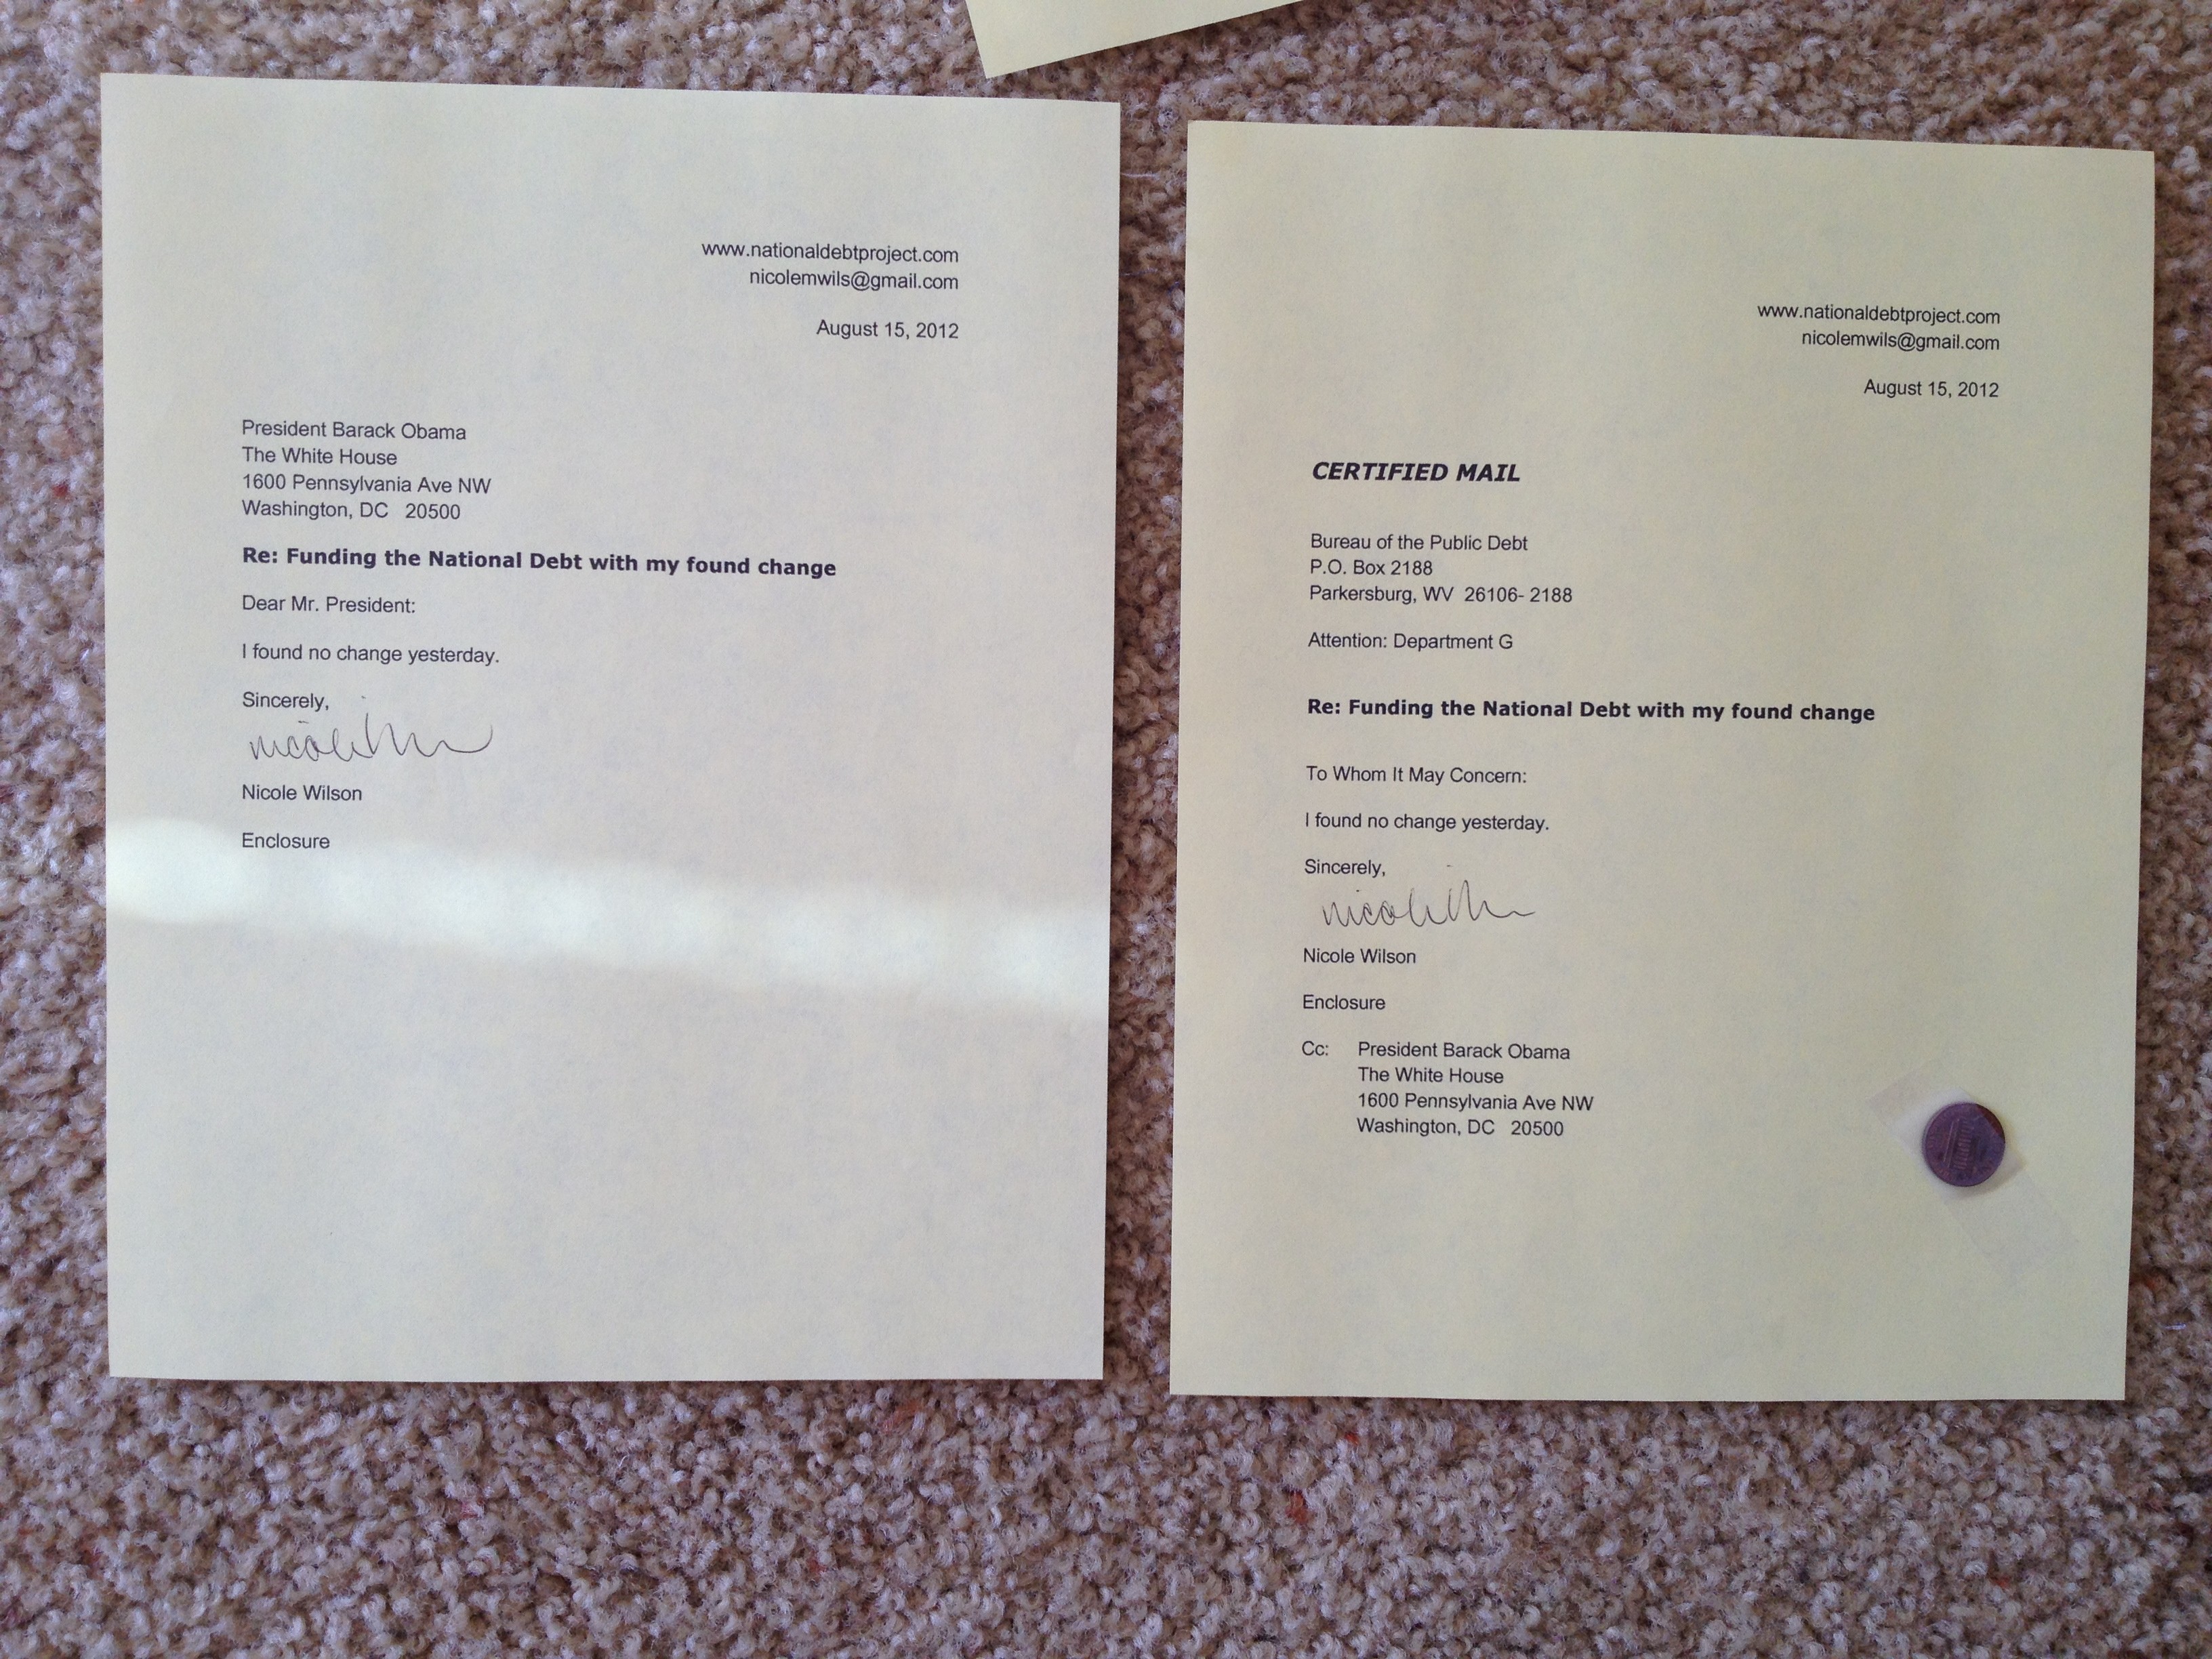 www.nationaldebtproject.com
nicolemwils@gmail.com
August 15, 2012
President Barack Obama
The White House
1600 Pennsylvania Ave NW
Washington, DC 20500
Re: Funding the National Debt with my found change
Dear Mr. President:
I found no change yesterday.
Sincerely,
Nicole Wilson
Enclosure
www.nationaldebtproject.com
nicolemwils@gmail.com
August 15, 2012
CERTIFIED MAIL
Bureau of the Public Debt
P.O. Box 2188
Parkersburg, WV 26106- 2188
Attention: Department G
Re: Funding the National Debt with my found change
To Whom It May Concern:
I found no change yesterday.
Sincerely,
Nicole Wilson
Enclosure
Cc: President Barack Obama
The White House
1600 Pennsylvania Ave NW
Washington, DC 20500